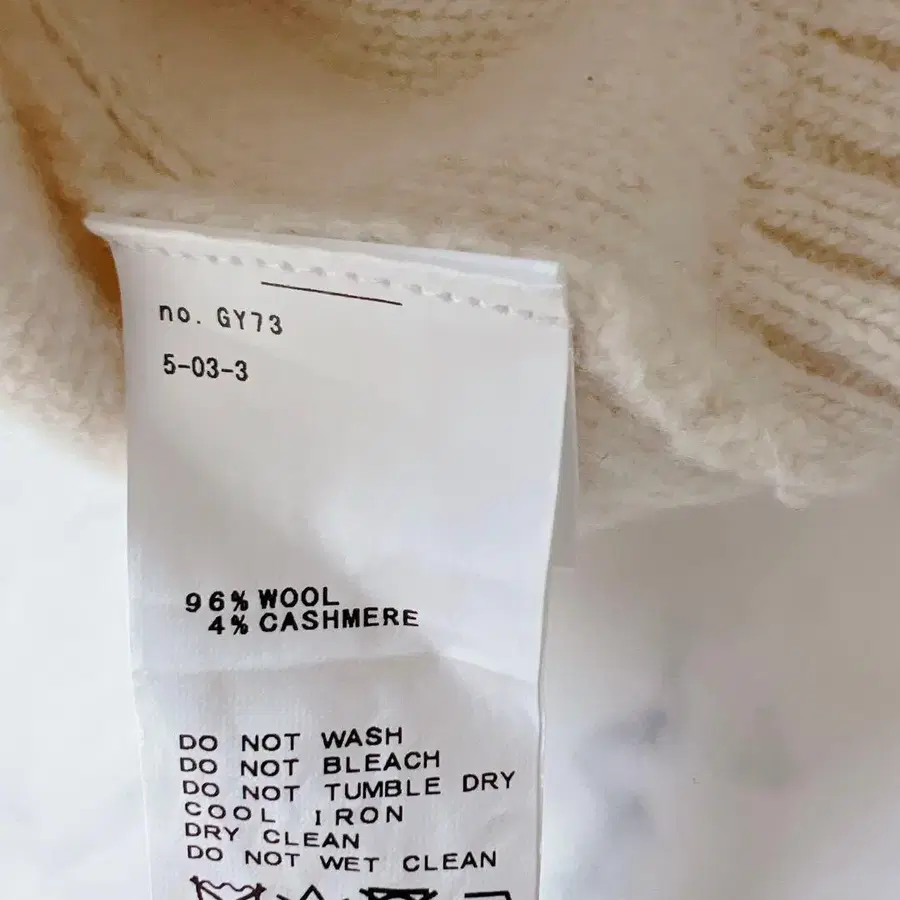 no. GY73
5-03-3
96% WOOL
4% CASHMERE
DO NOT WASH
DO NOT BLEACH
DO NOT TUMBLE DRY
COOL IRON
DRY CLEAN
DO NOT WET CLEAN